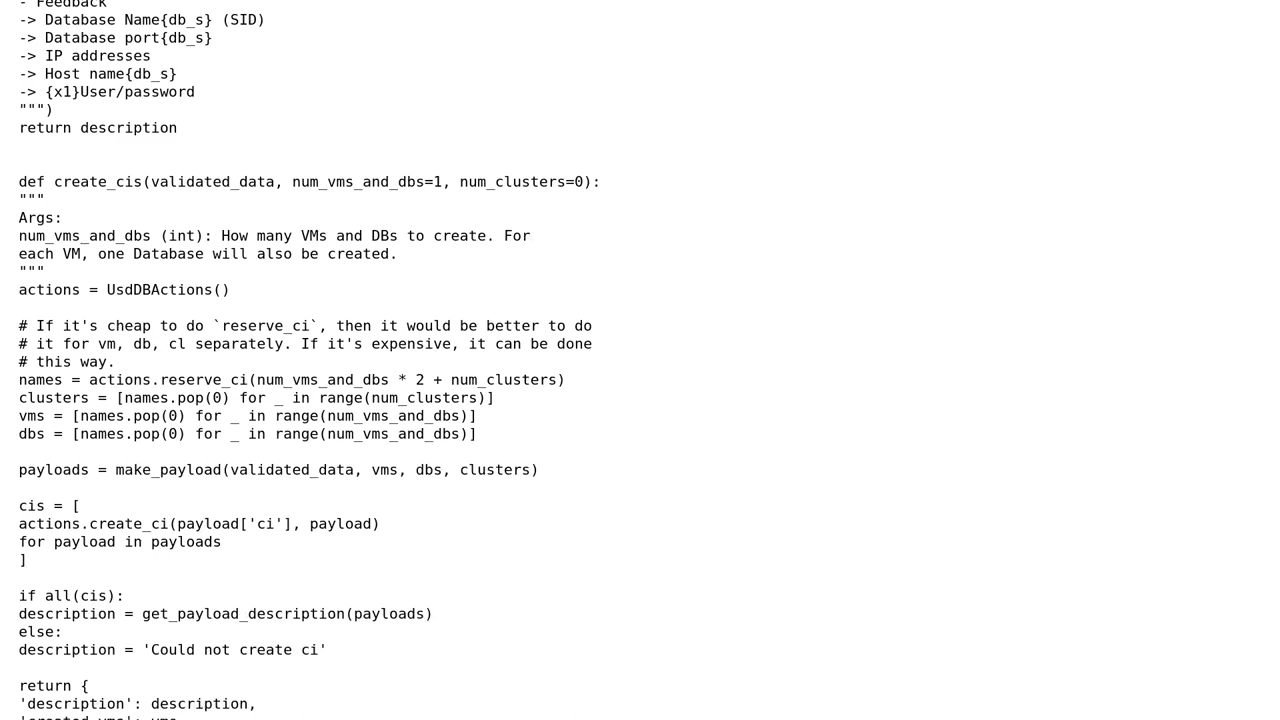 - Feedback
-> Database Name{db_s} (SID)
-> Database port{db_s}
-> IP addresses
-> Host name{db_s}
-> {x1}User/password
""")
return description
def create_cis(validated_data, num_vms_and_dbs=1, num_clusters=0):
"""
Args:
num_vms_and_dbs (int): How many VMs and DBs to create. For
each VM, one Database will also be created.
"""
actions = UsdDBActions()
# If it's cheap to do `reserve_ci`, then it would be better to do
# it for vm, db, cl separately. If it's expensive, it can be done
# this way.
names = actions.reserve_ci(num_vms_and_dbs * 2 + num_clusters)
clusters = [names.pop(0) for _ in range(num_clusters)]
vms = [names.pop(0) for _ in range(num_vms_and_dbs)]
dbs = [names.pop(0) for _ in range(num_vms_and_dbs)]
payloads = make_payload(validated_data, vms, dbs, clusters)
cis = [
actions.create_ci(payload['ci'], payload)
for payload in payloads
]
if all(cis):
description = get_payload_description(payloads)
else:
description = 'Could not create ci'
return {
'description': description,
'created_vms': vms,